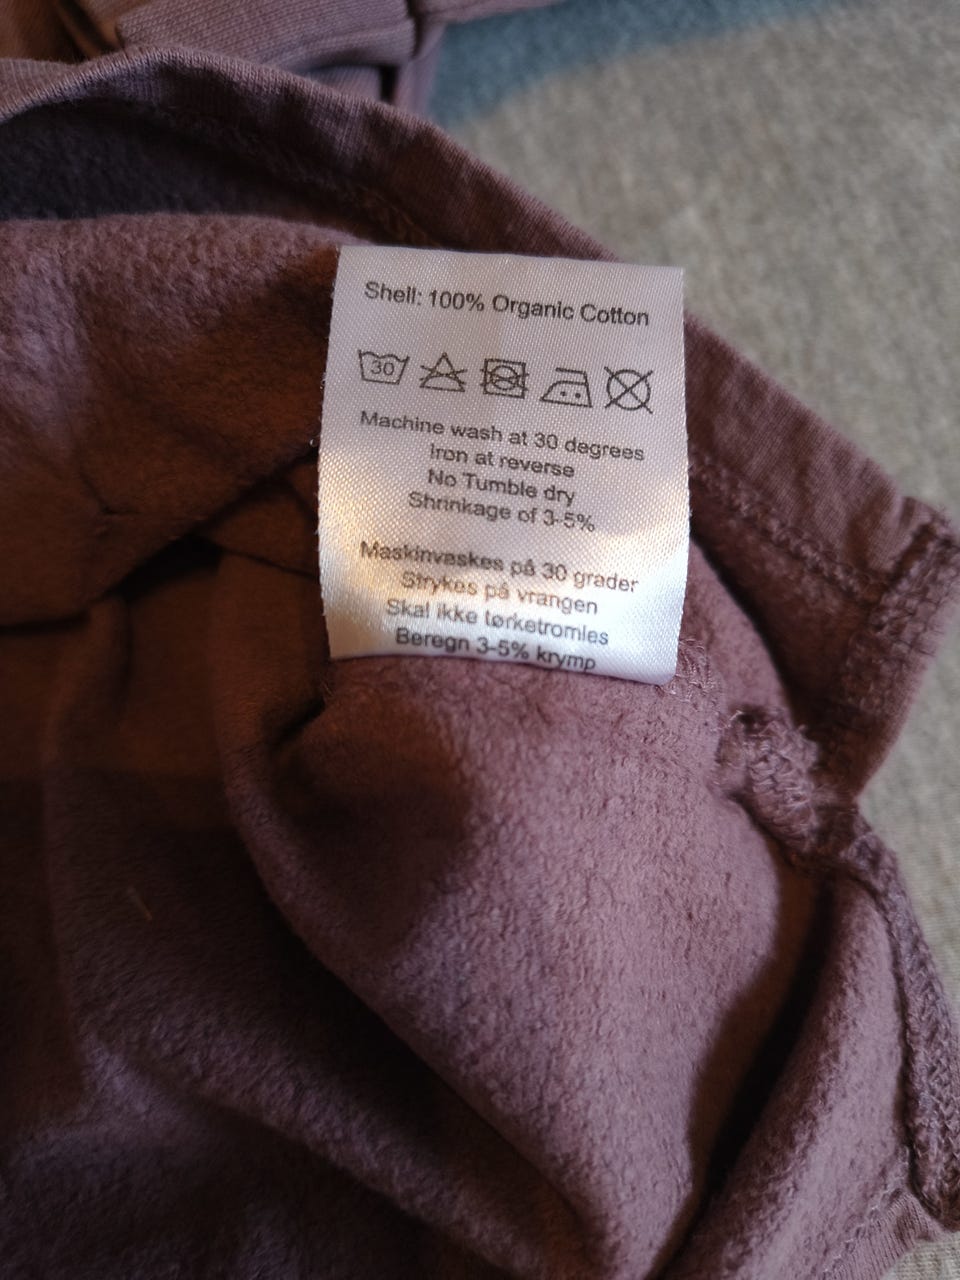 Shell: 100% Organic Cotton
30
Machine wash at 30 degrees
Iron at reverse
No Tumble dry
Shrinkage of 3-5%
Maskinvaskes på 30 grader
Strykes på vrangen
Skal ikke tørketromles
Beregn 3-5% krymp